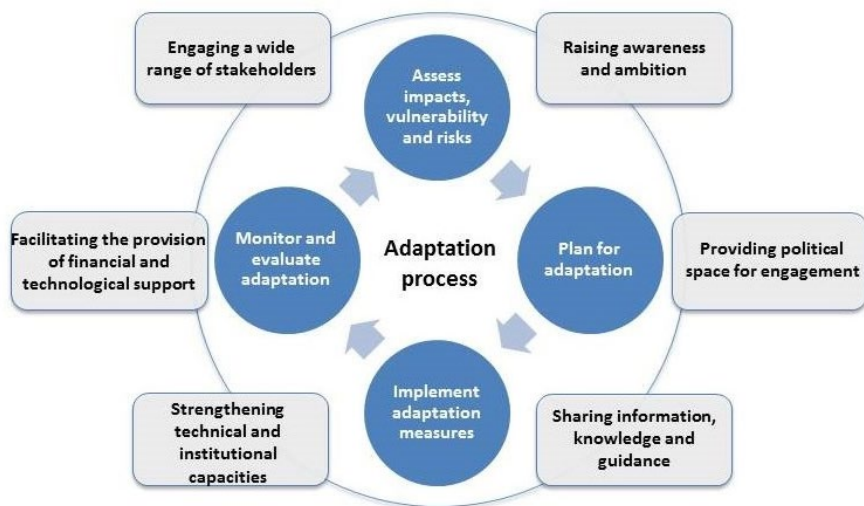 Engaging a wide
range of stakeholders
Raising awareness
and ambition
Assess
impacts,
vulnerability
and risks
Facilitating the provision
of financial and
technological support
Monitor and
evaluate
adaptation
Adaptation
process
Plan for
adaptation
Providing political
space for engagement
Implement
adaptation
measures
Strengthening
technical and
institutional
capacities
Sharing information,
knowledge and
guidance